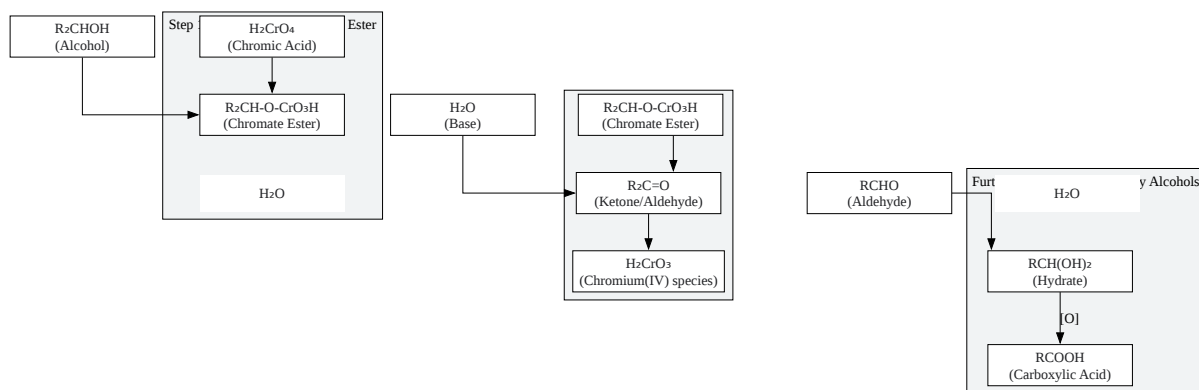 R₂CHOH
(Alcohol)
Step
Ester
H₂CrO₄
(Chromic Acid)
R₂CH-O-CrO₃H
(Chromate Ester)
H₂O
H₂O
(Base)
R₂CH-O-CrO₃H
(Chromate Ester)
R₂C=O
(Ketone/Aldehyde)
H₂CrO₃
(Chromium(IV) species)
RCHO
(Aldehyde)
Alcohols
H₂O
RCH(OH)₂
(Hydrate)
[O]
RCOOH
(Carboxylic Acid)